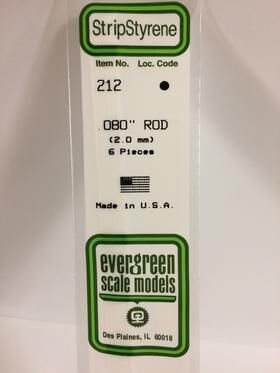 StripStyrene
Item No. Loc. Code
212
.080" ROD
(2.0 mm)
6 Pieces
Made in U.S.A.
evergreen
scale models
Des Plaines, IL 60018